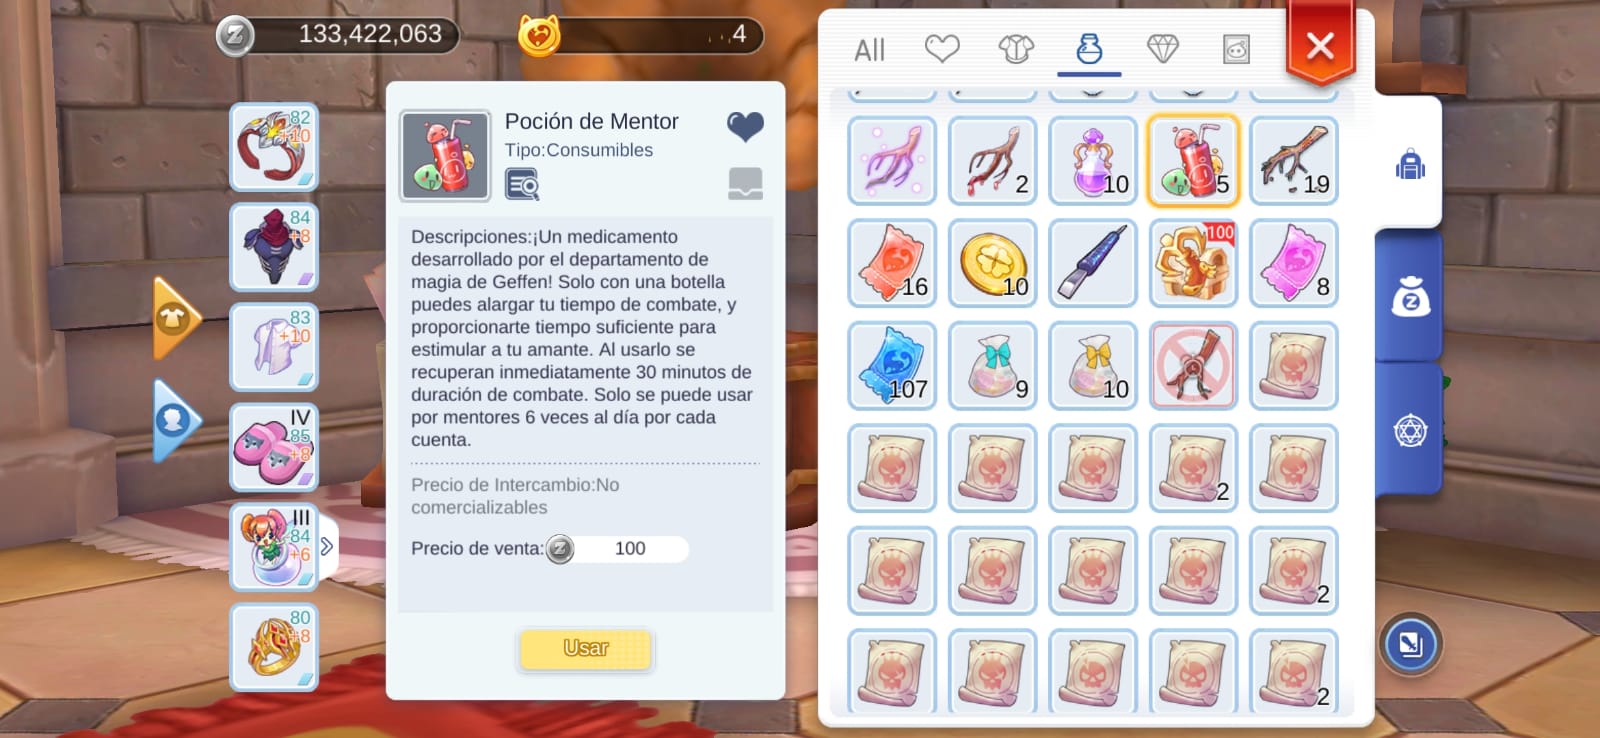 133,422,063
4
All
82
+10
84
+8
83
+10
IV
85
+8
III
84
+6
80
+8
Poción de Mentor
Tipo:Consumibles
Descripciones:¡Un medicamento
desarrollado por el departamento de
magia de Geffen! Solo con una botella
puedes alargar tu tiempo de combate, y
proporcionarte tiempo suficiente para
estimular a tu amante. Al usarlo se
recuperan inmediatamente 30 minutos de
duración de combate. Solo se puede usar
por mentores 6 veces al día por cada
cuenta.
Precio de Intercambio:No
comercializables
Precio de venta: Z 100
Usar
2
10
5
19
16
10
100
8
107
9
10
2
2
2